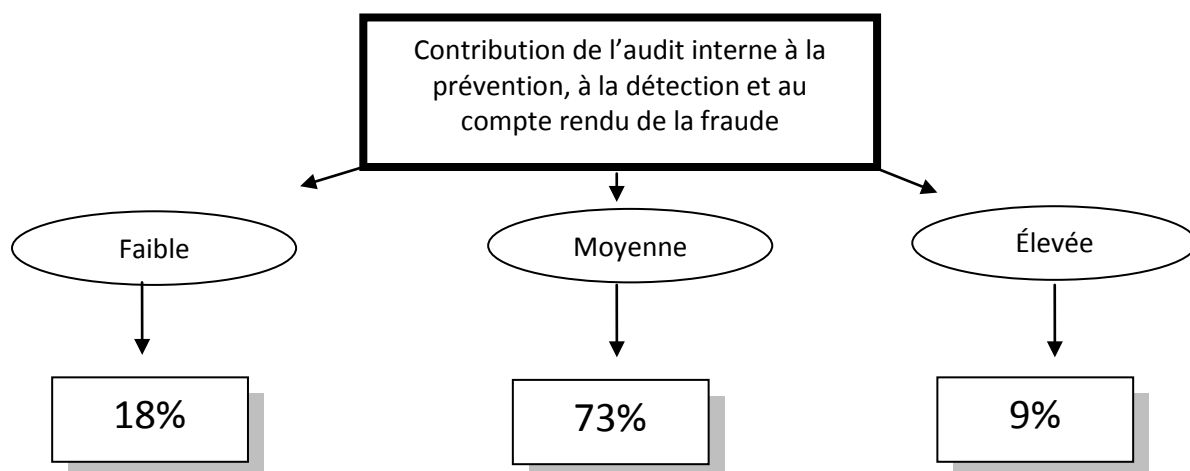 Contribution de l’audit interne à la
prévention, à la détection et au
compte rendu de la fraude
Faible
Moyenne
Élevée
18%
73%
9%